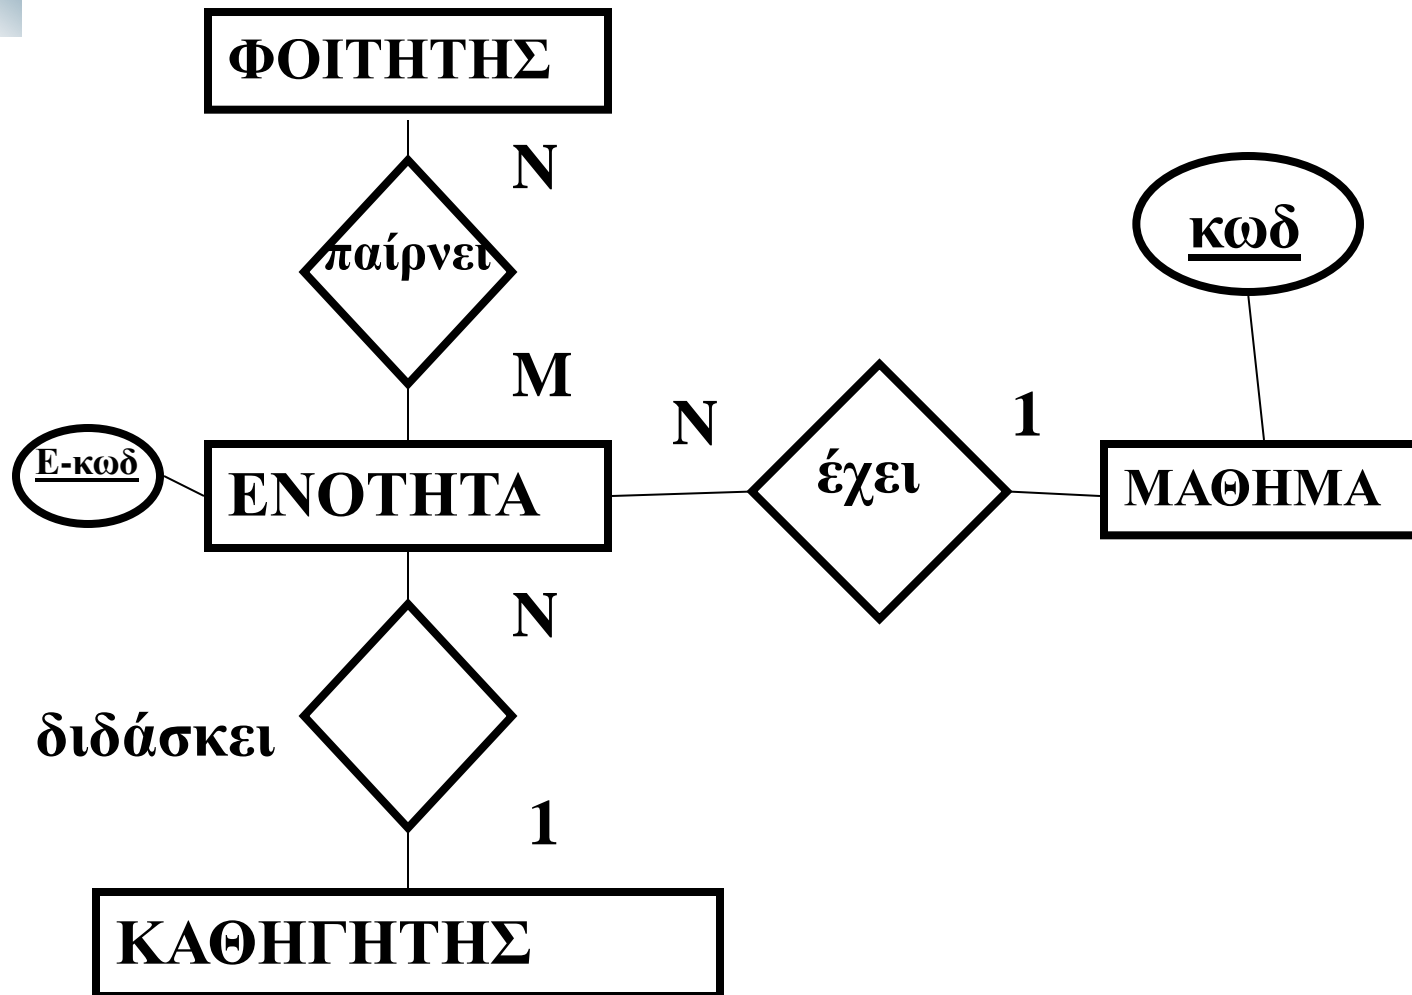 ΦΟΙΤΗΤΗΣ
N
παίρνει
κωδ
M
N
1
Ε-κωδ
ΕΝΟΤΗΤΑ
έχει
ΜΑΘΗΜΑ
N
διδάσκει
1
ΚΑΘΗΓΗΤΗΣ